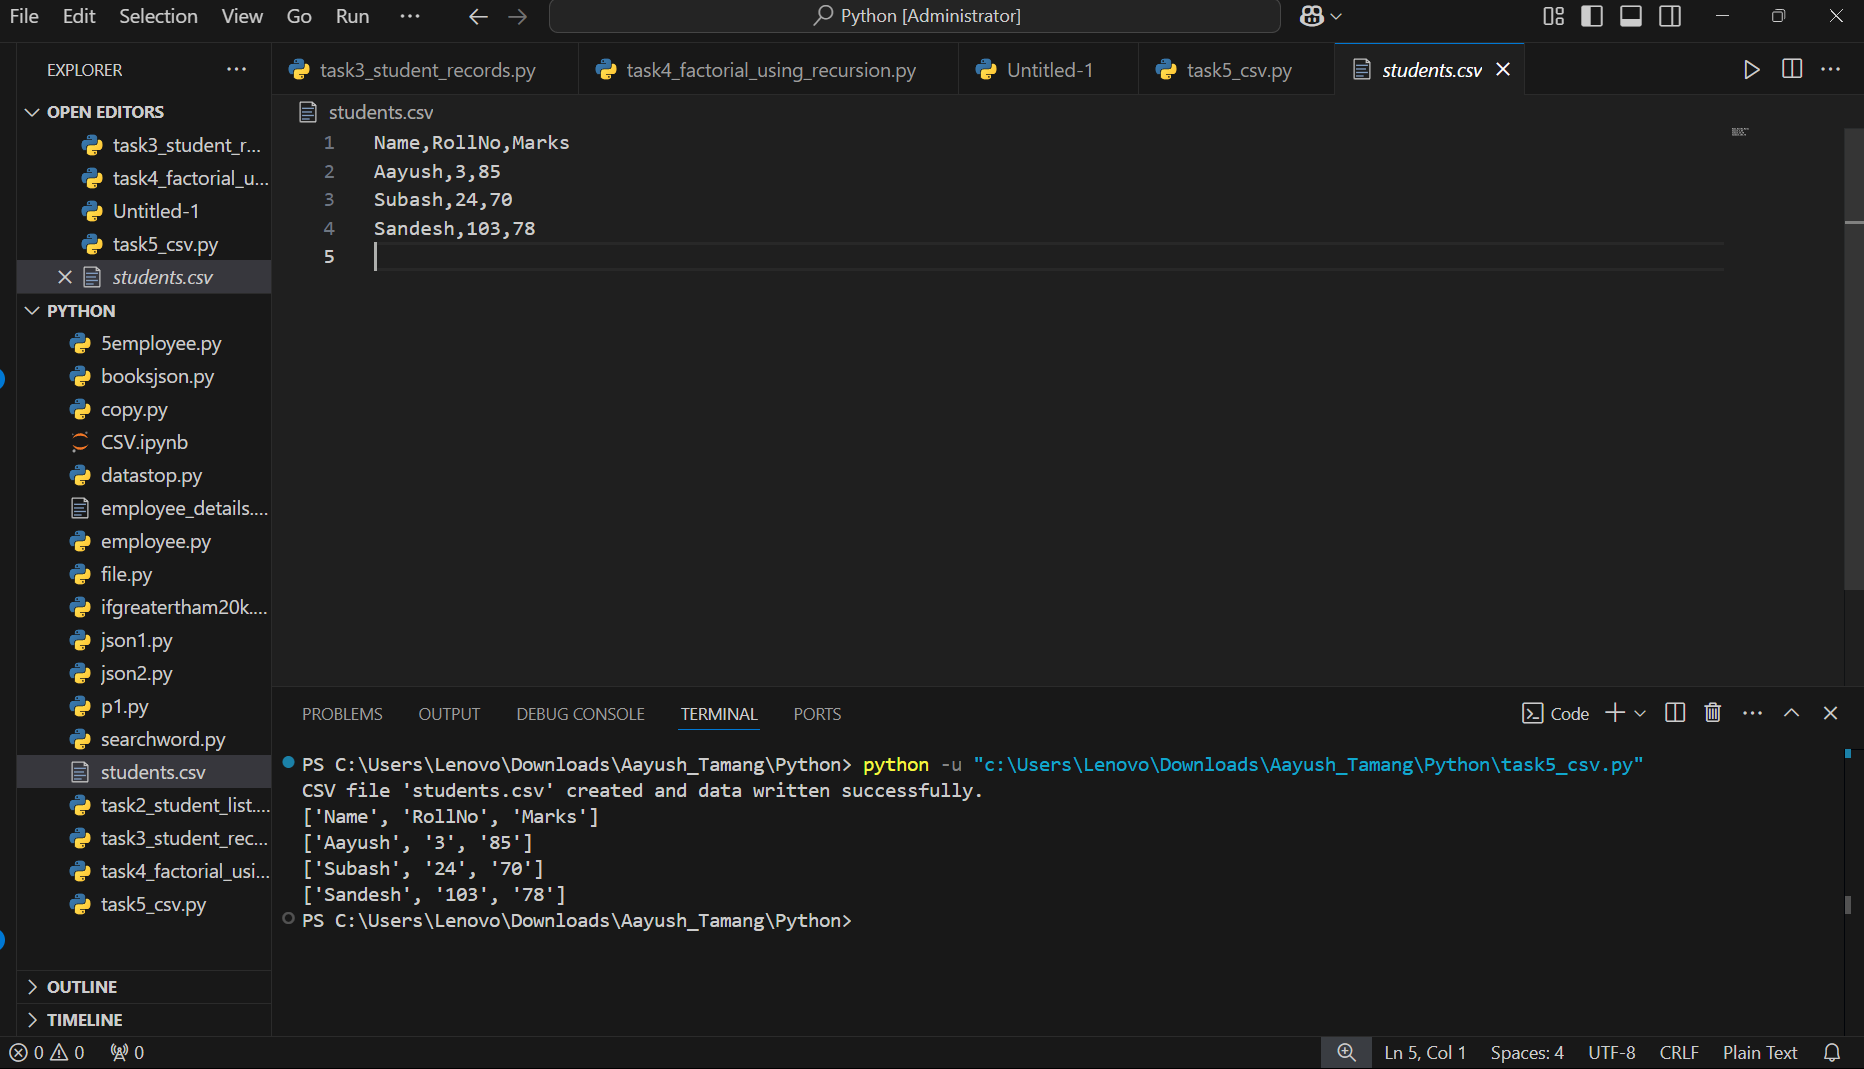 File Edit Selection View Go Run ··· Python [Administrator]
EXPLORER ···
OPEN EDITORS
task3_student_r...
task4_factorial_u...
Untitled-1
task5_csv.py
students.csv
PYTHON
5employee.py
booksjson.py
copy.py
CSV.ipynb
datastop.py
employee_details....
employee.py
file.py
ifgreatertham20k....
json1.py
json2.py
p1.py
searchword.py
students.csv
task2_student_list....
task3_student_rec...
task4_factorial_usi...
task5_csv.py
OUTLINE
TIMELINE
task3_student_records.py task4_factorial_using_recursion.py Untitled-1 task5_csv.py students.csv
students.csv
1 Name,RollNo,Marks
2 Aayush,3,85
3 Subash,24,70
4 Sandesh,103,78
5
PROBLEMS OUTPUT DEBUG CONSOLE TERMINAL PORTS Code
PS C:\Users\Lenovo\Downloads\Aayush_Tamang\Python> python -u "c:\Users\Lenovo\Downloads\Aayush_Tamang\Python\task5_csv.py"
CSV file 'students.csv' created and data written successfully.
['Name', 'RollNo', 'Marks']
['Aayush', '3', '85']
['Subash', '24', '70']
['Sandesh', '103', '78']
PS C:\Users\Lenovo\Downloads\Aayush_Tamang\Python>
0 0 0 Ln 5, Col 1 Spaces: 4 UTF-8 CRLF Plain Text